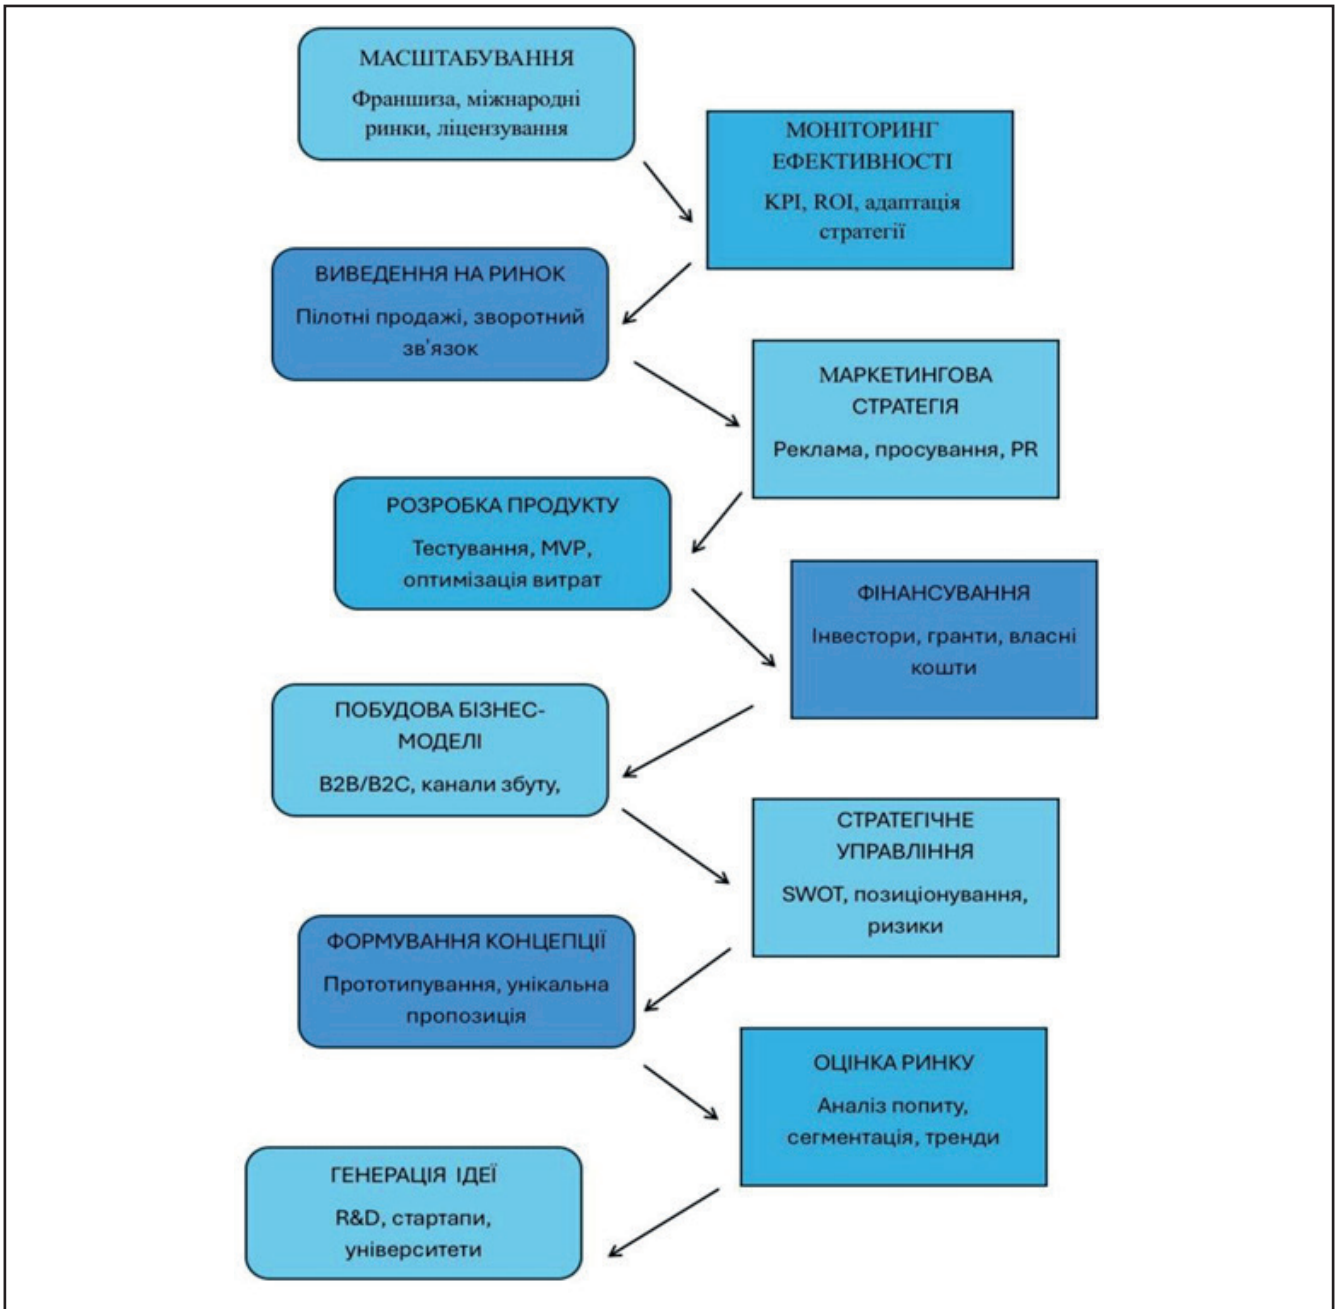 МАСШТАБУВАННЯ
Франшиза, міжнародні
ринки, ліцензування
МОНІТОРИНГ
ЕФЕКТИВНОСТІ
KPI, ROI, адаптація
стратегії
ВИВЕДЕННЯ НА РИНОК
Пілотні продажі, зворотний
зв'язок
МАРКЕТИНГОВА
СТРАТЕГІЯ
Реклама, просування, PR
РОЗРОБКА ПРОДУКТУ
Тестування, MVP,
оптимізація витрат
ФІНАНСУВАННЯ
Інвестори, гранти, власні
кошти
ПОБУДОВА БІЗНЕС-
МОДЕЛІ
B2B/B2C, канали збуту,
СТРАТЕГІЧНЕ
УПРАВЛІННЯ
SWOT, позиціонування,
ризики
ФОРМУВАННЯ КОНЦЕПЦІЇ
Прототипування, унікальна
пропозиція
ОЦІНКА РИНКУ
Аналіз попиту,
сегментація, тренди
ГЕНЕРАЦІЯ ІДЕЇ
R&D, стартапи,
університети